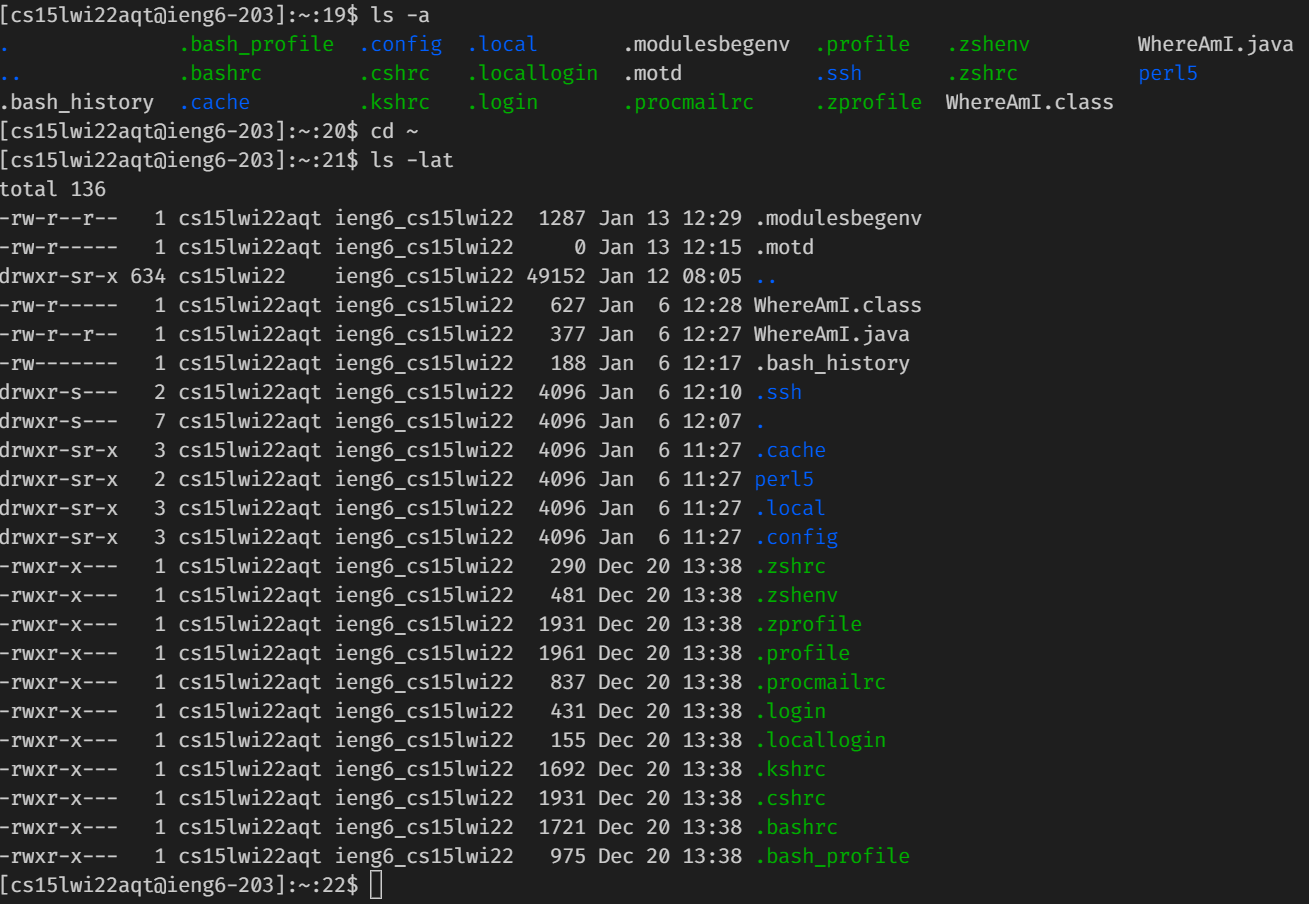 [cs15lwi22aqt@ieng6-203]:~:19$ ls -a
. .bash_profile .config .local .modulesbegenv .profile .zshenv WhereAmI.java
.. .bashrc .cshrc .locallogin .motd .ssh .zshrc perl5
.bash_history .cache .kshrc .login .procmailrc .zprofile WhereAmI.class
[cs15lwi22aqt@ieng6-203]:~:20$ cd ~
[cs15lwi22aqt@ieng6-203]:~:21$ ls -lat
total 136
-rw-r--r-- 1 cs15lwi22aqt ieng6_cs15lwi22 1287 Jan 13 12:29 .modulesbegenv
-rw-r----- 1 cs15lwi22aqt ieng6_cs15lwi22 0 Jan 13 12:15 .motd
drwxr-sr-x 634 cs15lwi22 ieng6_cs15lwi22 49152 Jan 12 08:05 ..
-rw-r----- 1 cs15lwi22aqt ieng6_cs15lwi22 627 Jan 6 12:28 WhereAmI.class
-rw-r--r-- 1 cs15lwi22aqt ieng6_cs15lwi22 377 Jan 6 12:27 WhereAmI.java
-rw------- 1 cs15lwi22aqt ieng6_cs15lwi22 188 Jan 6 12:17 .bash_history
drwxr-s--- 2 cs15lwi22aqt ieng6_cs15lwi22 4096 Jan 6 12:10 .ssh
drwxr-s--- 7 cs15lwi22aqt ieng6_cs15lwi22 4096 Jan 6 12:07 .
drwxr-sr-x 3 cs15lwi22aqt ieng6_cs15lwi22 4096 Jan 6 11:27 .cache
drwxr-sr-x 2 cs15lwi22aqt ieng6_cs15lwi22 4096 Jan 6 11:27 perl5
drwxr-sr-x 3 cs15lwi22aqt ieng6_cs15lwi22 4096 Jan 6 11:27 .local
drwxr-sr-x 3 cs15lwi22aqt ieng6_cs15lwi22 4096 Jan 6 11:27 .config
-rwxr-x--- 1 cs15lwi22aqt ieng6_cs15lwi22 290 Dec 20 13:38 .zshrc
-rwxr-x--- 1 cs15lwi22aqt ieng6_cs15lwi22 481 Dec 20 13:38 .zshenv
-rwxr-x--- 1 cs15lwi22aqt ieng6_cs15lwi22 1931 Dec 20 13:38 .zprofile
-rwxr-x--- 1 cs15lwi22aqt ieng6_cs15lwi22 1961 Dec 20 13:38 .profile
-rwxr-x--- 1 cs15lwi22aqt ieng6_cs15lwi22 837 Dec 20 13:38 .procmailrc
-rwxr-x--- 1 cs15lwi22aqt ieng6_cs15lwi22 431 Dec 20 13:38 .login
-rwxr-x--- 1 cs15lwi22aqt ieng6_cs15lwi22 155 Dec 20 13:38 .locallogin
-rwxr-x--- 1 cs15lwi22aqt ieng6_cs15lwi22 1692 Dec 20 13:38 .kshrc
-rwxr-x--- 1 cs15lwi22aqt ieng6_cs15lwi22 1931 Dec 20 13:38 .cshrc
-rwxr-x--- 1 cs15lwi22aqt ieng6_cs15lwi22 1721 Dec 20 13:38 .bashrc
-rwxr-x--- 1 cs15lwi22aqt ieng6_cs15lwi22 975 Dec 20 13:38 .bash_profile
[cs15lwi22aqt@ieng6-203]:~:22$